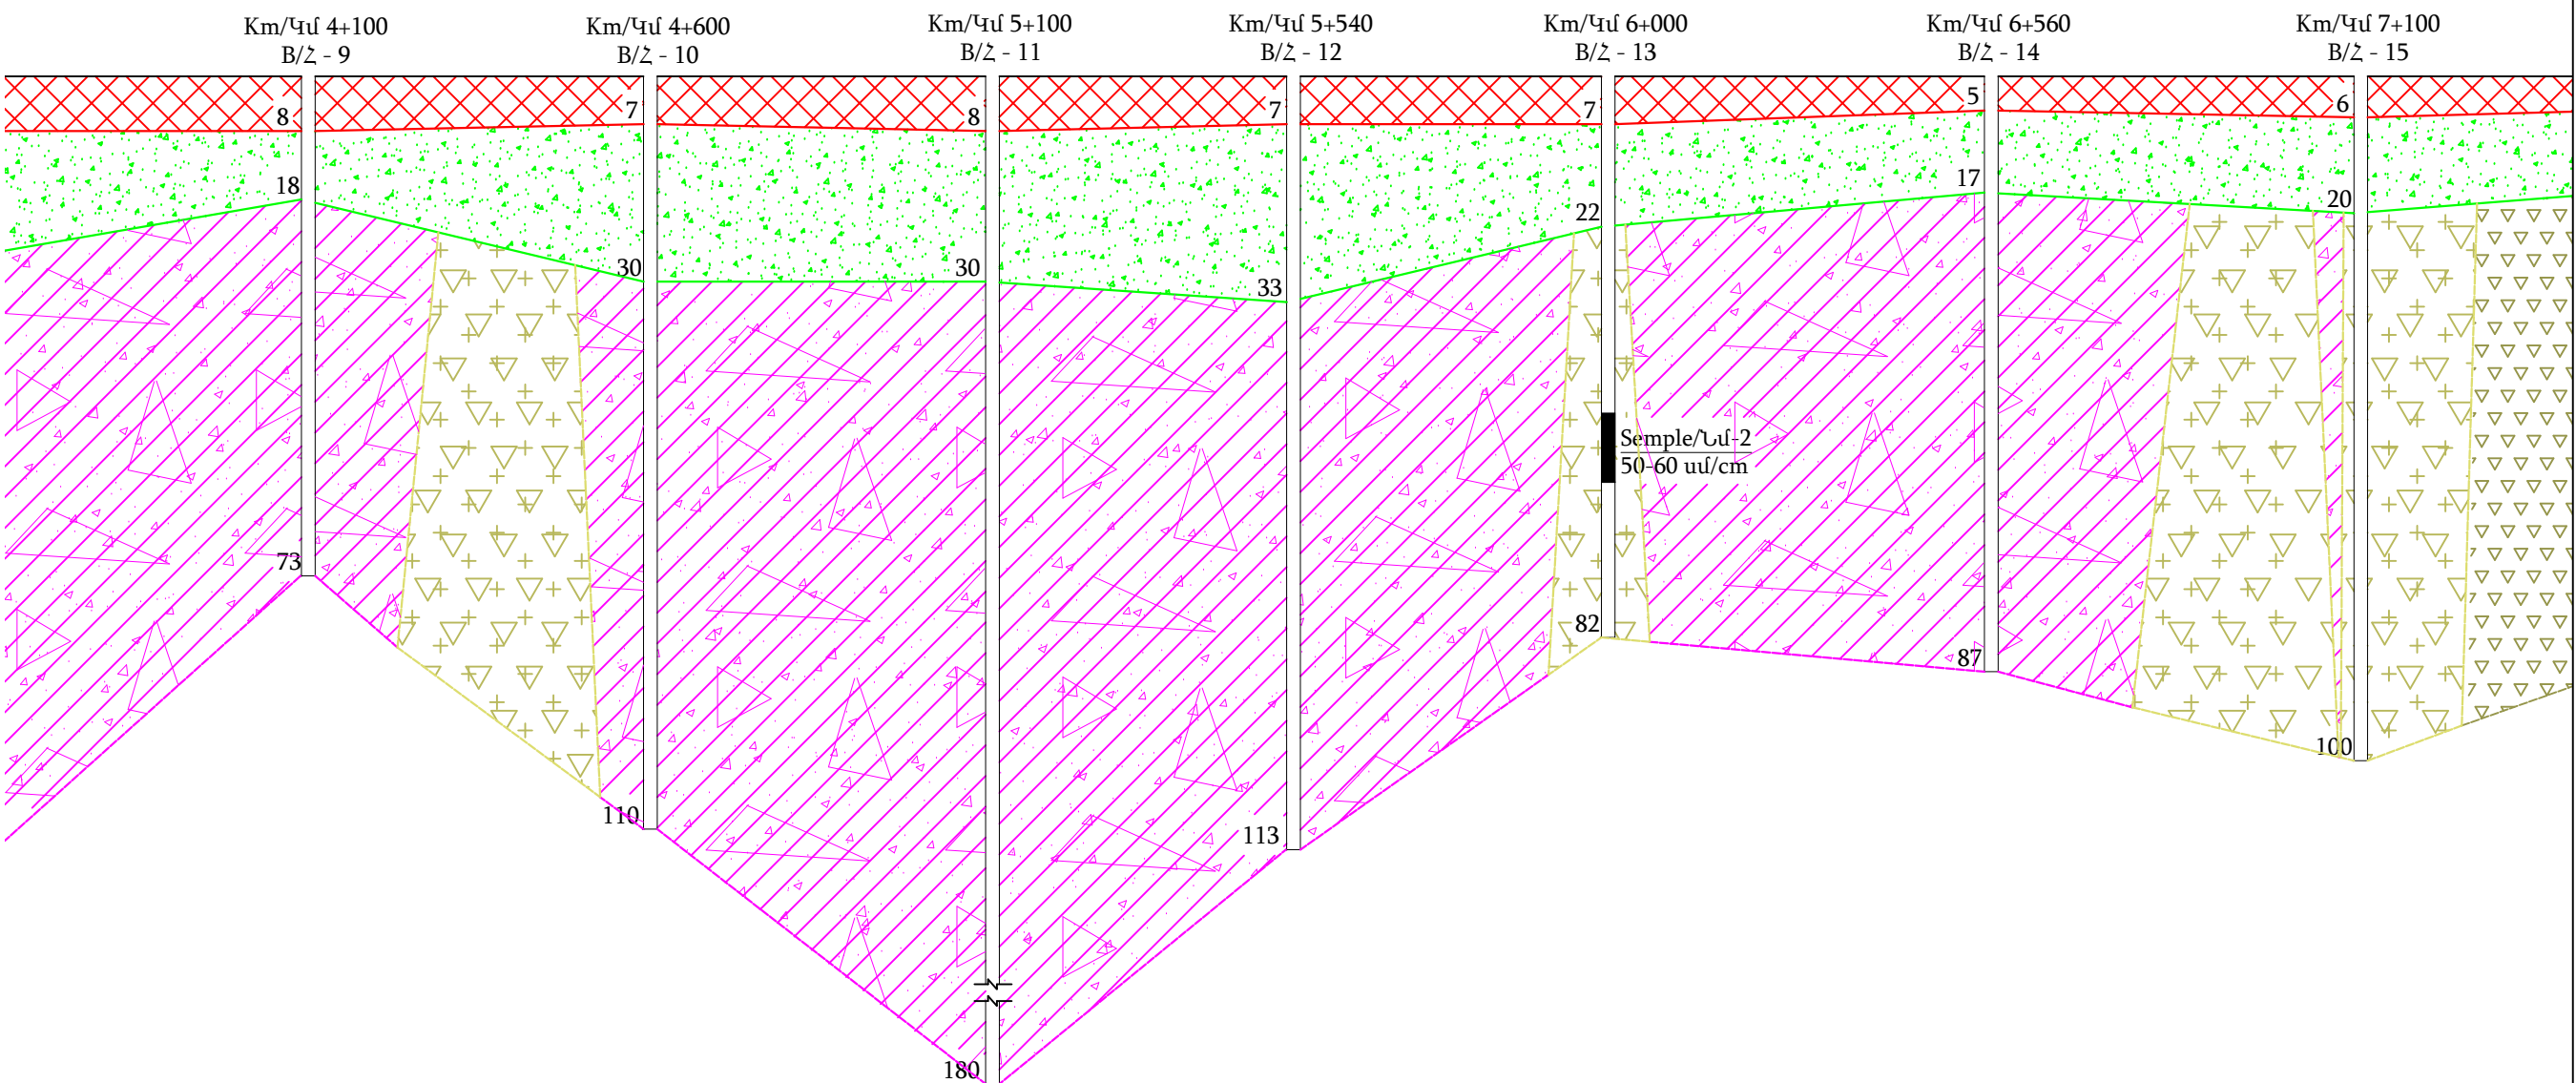 Km/Կմ 4+100
B/Հ - 9
Km/Կմ 4+600
B/Հ - 10
Km/Կմ 5+100
B/Հ - 11
Km/Կմ 5+540
B/Հ - 12
Km/Կմ 6+000
B/Հ - 13
Km/Կմ 6+560
B/Հ - 14
Km/Կմ 7+100
B/Հ - 15
8
7
8
7
7
5
6
18
30
30
33
22
17
20
Semple/Նմ-2
50-60 սմ/cm
73
110
180
113
82
87
100